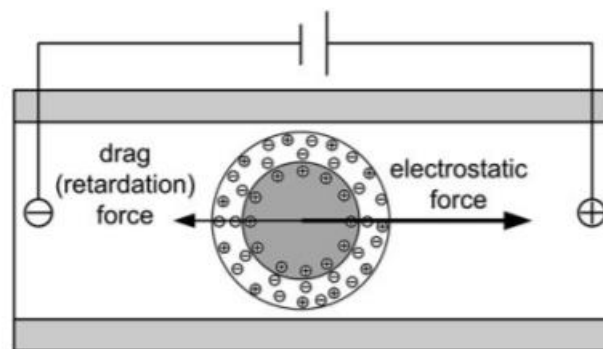 drag
(retardation)
force
electrostatic
force